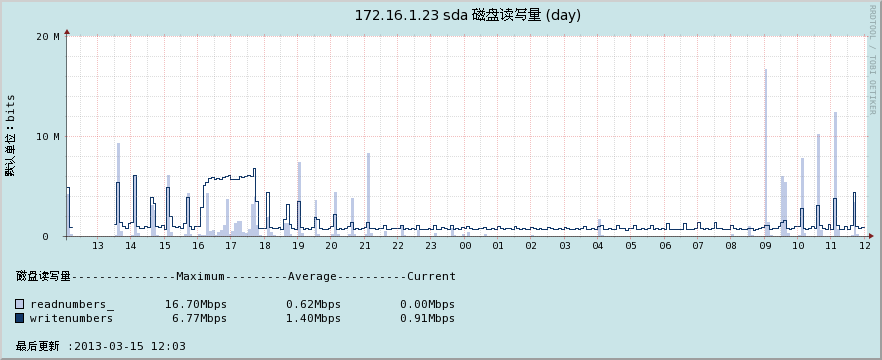 172.16.1.23 sda 磁盘读写量 (day)
RRDTOOL / TOBI OETIKER
默认单位：bits
20 M
10 M
0
13 14 15 16 17 18 19 20 21 22 23 00 01 02 03 04 05 06 07 08 09 10 11 12
磁盘读写量---------------Maximum----------Average----------Current
readnumbers_ 16.70Mbps 0.62Mbps 0.00Mbps
writenumbers 6.77Mbps 1.40Mbps 0.91Mbps
最后更新 :2013-03-15 12:03